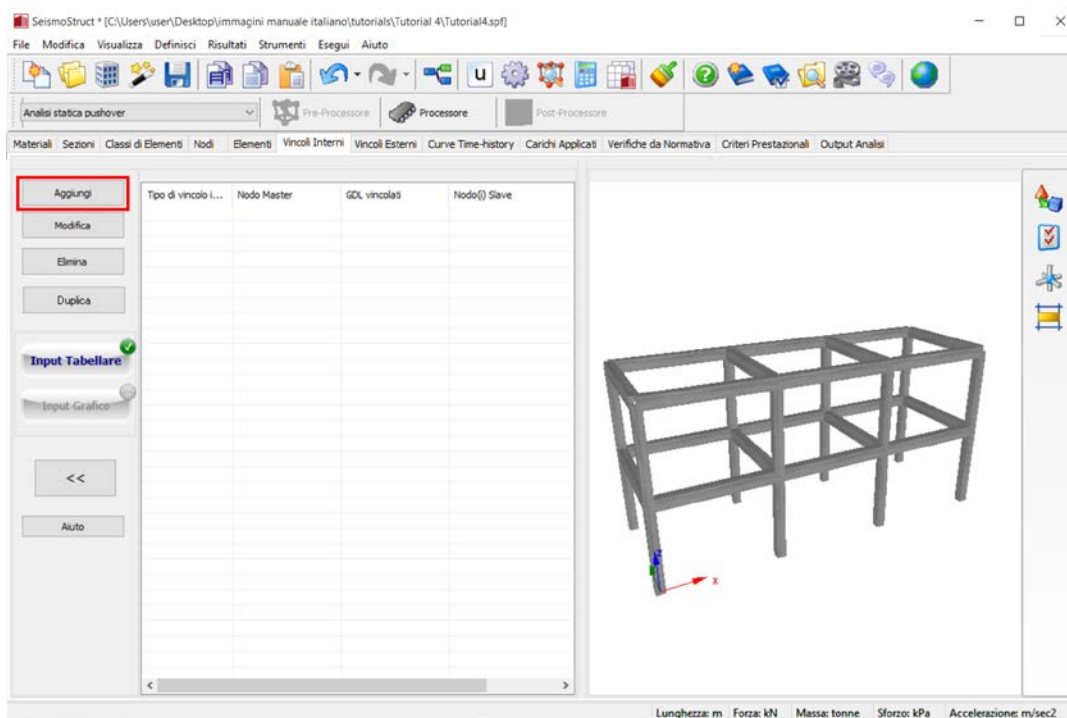 SeismoStruct * [C:\Users\user\Desktop\immagini manuale italiano\tutorials\Tutorial 4\Tutorial4.spf]
File Modifica Visualizza Definisci Risultati Strumenti Esegui Aiuto
u
Analisi statica pushover
Pre-Processore
Processore
Post-Processore
Materiali Sezioni Classi di Elementi Nodi Elementi Vincoli Interni Vincoli Esterni Curve Time-history Carichi Applicati Verifiche da Normativa Criteri Prestazionali Output Analisi
Aggiungi
Tipo di vincolo i... Nodo Master GDL vincolati Nodo(i) Slave
Modifica
Elimina
Duplica
Input Tabellare
Input Grafico
<<
Aiuto
z
x
Lunghezza: m Forza: kN Massa: tonne Sforzo: kPa Accelerazione: m/sec2